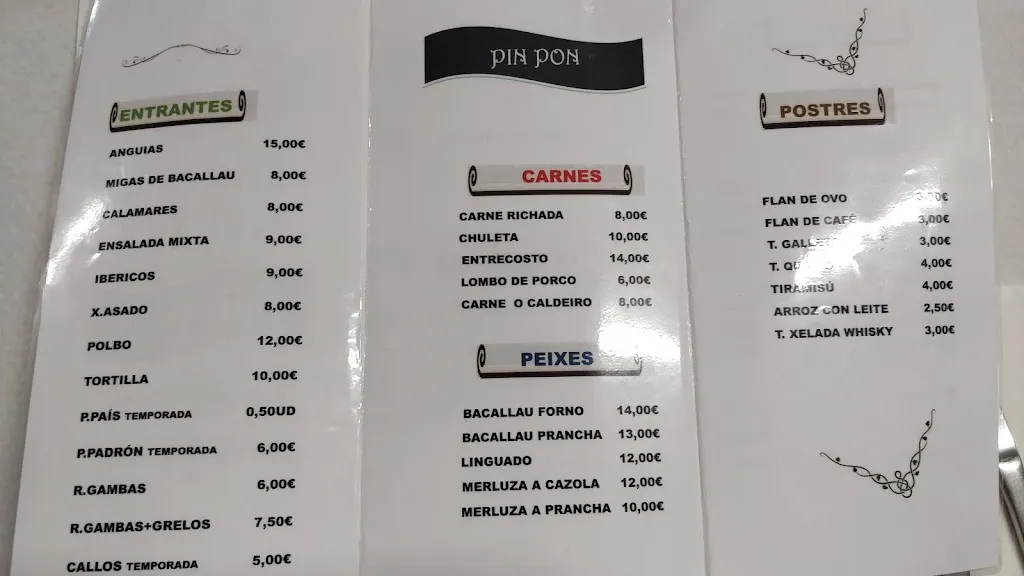 ENTRANTES
ANGUIAS 15,00€
MIGAS DE BACALLAU 8,00€
CALAMARES 8,00€
ENSALADA MIXTA 9,00€
IBERICOS 9,00€
X.ASADO 8,00€
POLBO 12,00€
TORTILLA 10,00€
P.PAÍS TEMPORADA 0,50UD
P.PADRÓN TEMPORADA 6,00€
R.GAMBAS 6,00€
R.GAMBAS+GRELOS 7,50€
CALLOS TEMPORADA 5,00€
PIN PON
CARNES
CARNE RICHADA 8,00€
CHULETA 10,00€
ENTRECOSTO 14,00€
LOMBO DE PORCO 6,00€
CARNE O CALDEIRO 8,00€
PEIXES
BACALLAU FORNO 14,00€
BACALLAU PRANCHA 13,00€
LINGUADO 12,00€
MERLUZA A CAZOLA 12,00€
MERLUZA A PRANCHA 10,00€
POSTRES
FLAN DE OVO
FLAN DE CAFÉ 3,00€
T. 3,00€
T. 4,00€
TIRAMISÚ 4,00€
ARROZ CON LEITE 2,50€
T. XELADA WHISKY 3,00€